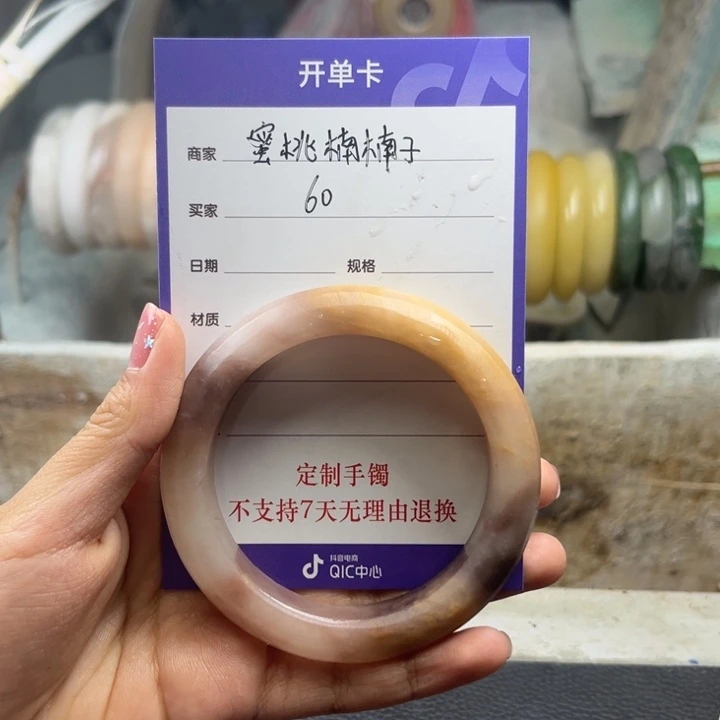 开单卡
商家 蜜桃楠楠子
买家 60
日期 规格
材质
定制手镯
不支持7天无理由退换
抖音电商
QIC中心